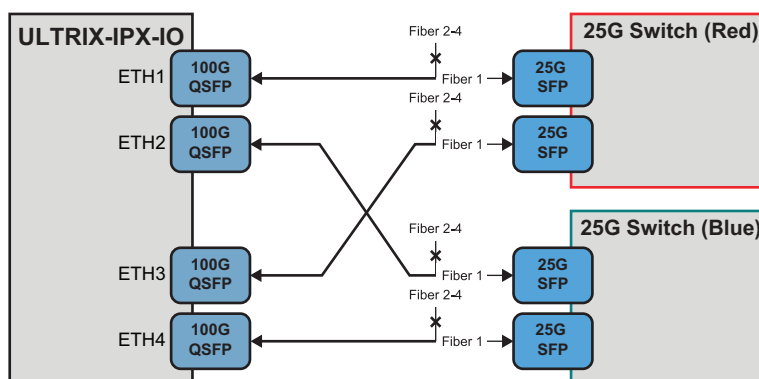 ULTRIX-IPX-IO
ETH1
100G
QSFP
ETH2
100G
QSFP
ETH3
100G
QSFP
ETH4
100G
QSFP
Fiber 2-4
Fiber 1
Fiber 2-4
Fiber 1
Fiber 2-4
Fiber 1
Fiber 2-4
Fiber 1
25G Switch (Red)
25G
SFP
25G
SFP
25G Switch (Blue)
25G
SFP
25G
SFP